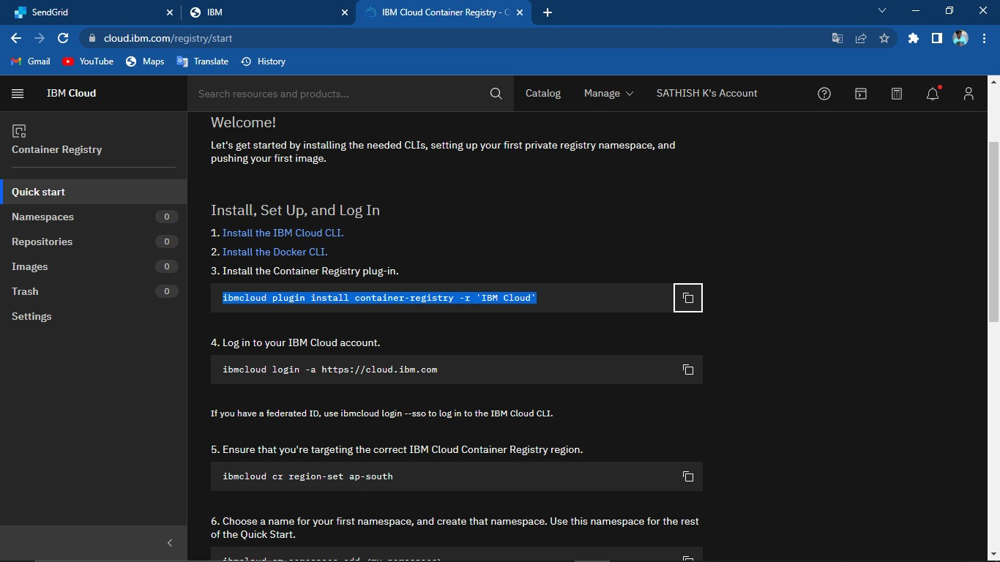 SendGrid
IBM
IBM Cloud Container Registry -
cloud.ibm.com/registry/start
Gmail
YouTube
Maps
Translate
History
IBM Cloud
Search resources and products...
Catalog
Manage
SATHISH K's Account
Container Registry
Quick start
Namespaces 0
Repositories 0
Images 0
Trash 0
Settings
Welcome!
Let's get started by installing the needed CLIs, setting up your first private registry namespace, and
pushing your first image.
Install, Set Up, and Log In
1. Install the IBM Cloud CLI.
2. Install the Docker CLI.
3. Install the Container Registry plug-in.
ibmcloud plugin install container-registry -r 'IBM Cloud'
4. Log in to your IBM Cloud account.
ibmcloud login -a https://cloud.ibm.com
If you have a federated ID, use ibmcloud login --sso to log in to the IBM Cloud CLI.
5. Ensure that you're targeting the correct IBM Cloud Container Registry region.
ibmcloud cr region-set ap-south
6. Choose a name for your first namespace, and create that namespace. Use this namespace for the rest
of the Quick Start.